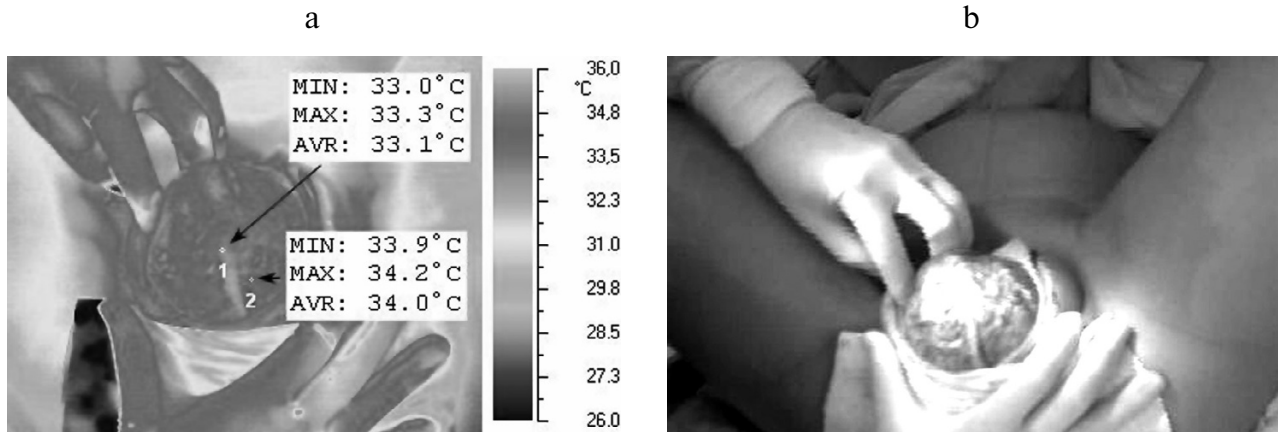 a
b
MIN: 33.0°C
MAX: 33.3°C
AVR: 33.1°C
1
MIN: 33.9°C
MAX: 34.2°C
AVR: 34.0°C
2
36,0
°C
34.8
33,5
32.3
31.0
29.8
28.5
27.3
26.0